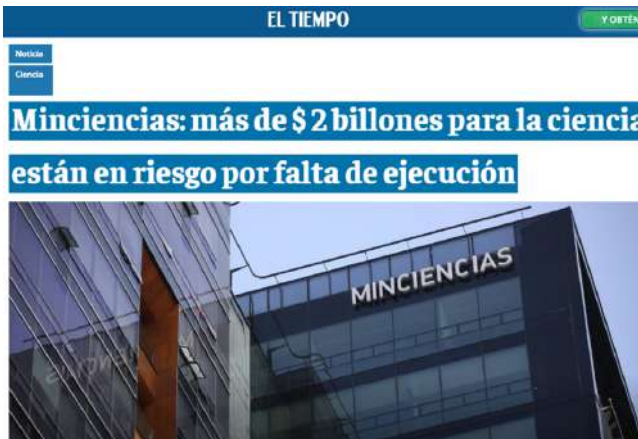 EL TIEMPO
Y OBTÉN
Noticia
Ciencia
Minciencias: más de $ 2 billones para la ciencia
están en riesgo por falta de ejecución
MINCIENCIAS